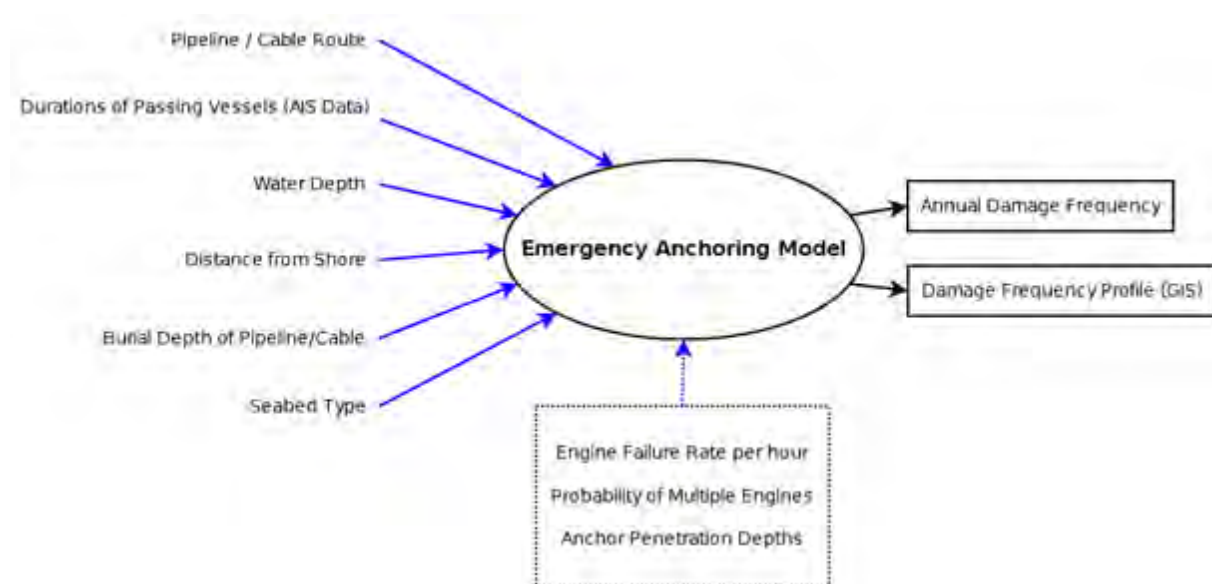 Pipeline / Cable Route
Durations of Passing Vessels (AIS Data)
Water Depth
Distance from Shore
Burial Depth of Pipeline/Cable
Seabed Type
Emergency Anchoring Model
Annual Damage Frequency
Damage Frequency Profile (GIS)
Engine Failure Rate per hour
Probability of Multiple Engines
Anchor Penetration Depths